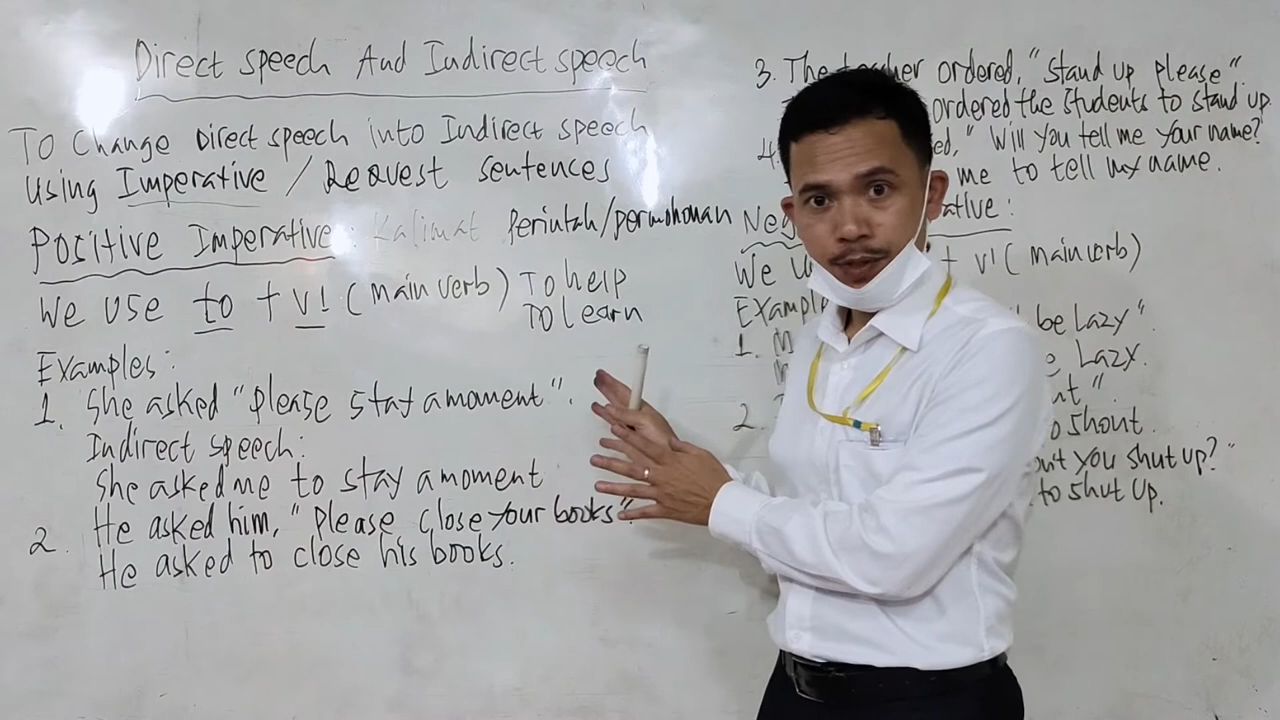 Direct speech And Indirect speech
To Change Direct speech into Indirect speech
Using Imperative / Request sentences
Positive Imperative: Kalimat Perintah/permohonan
We use to + V1 (main verb) To help
To learn
Examples:
1. She asked "please stay a moment".
Indirect speech:
She asked me to stay a moment
2. He asked him, "Please close your books".
He asked to close his books.
3. The teacher ordered, "Stand up please".
ordered the students to stand up.
4. "Will you tell me your name?
me to tell my name.
:
We + V1 (main verb)
1. be Lazy".
Lazy.
2.
shout.
you shut up?"
to shut up.